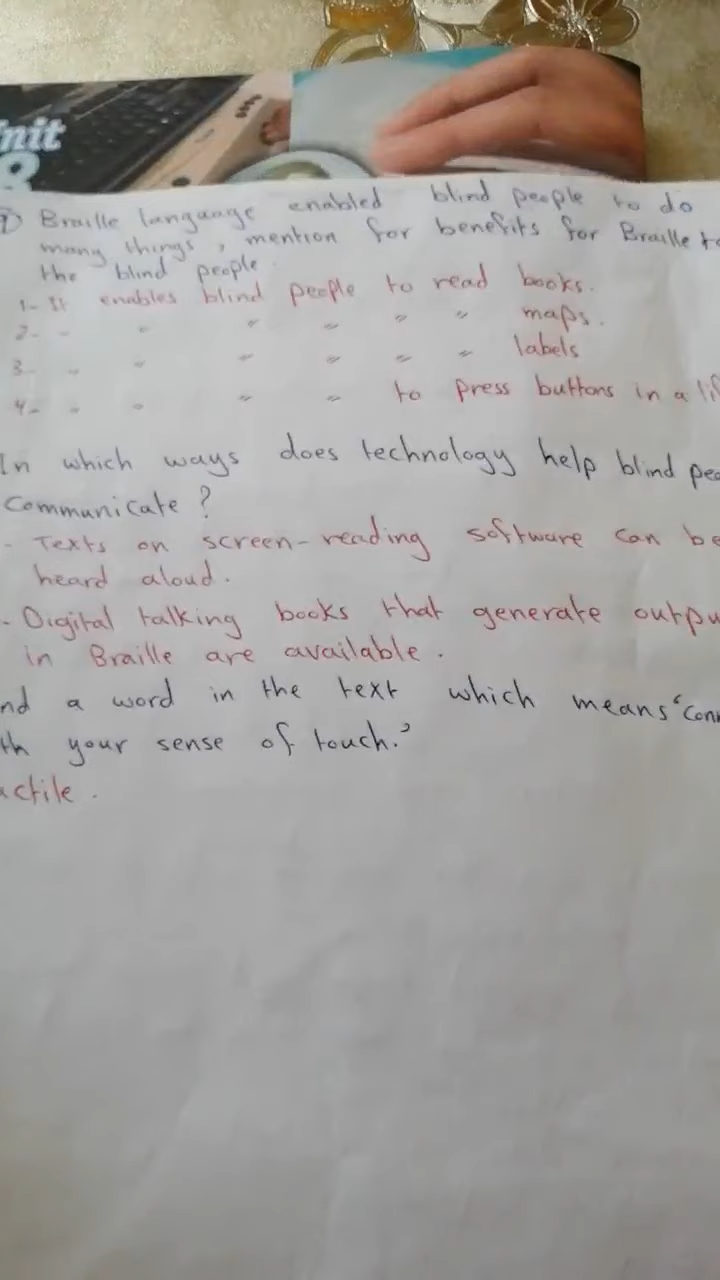 nit
8
9) Braille language enabled blind people to do
many things, mention for benefits for Braille to
the blind people.
1- It enables blind people to read books.
2- " " " " " " maps.
3- " " " " " " labels
4- " " " " to press buttons in a lif
In which ways does technology help blind peo
Communicate?
- Texts on screen-reading software can be
heard aloud.
- Digital talking books that generate outpu
in Braille are available.
nd a word in the text which means "Conn
th your sense of touch."
actile.